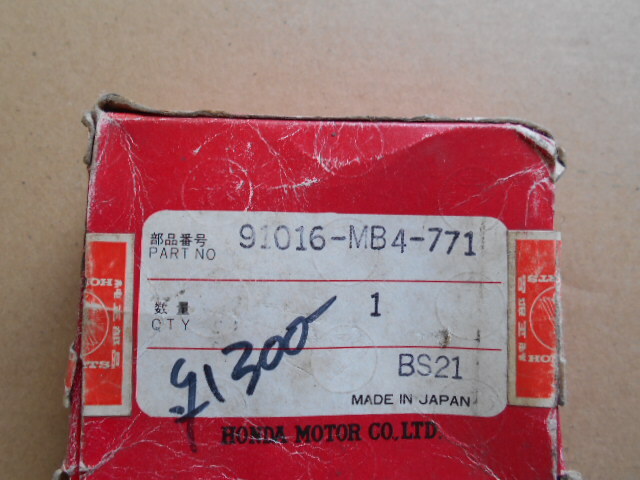 部品番号 91016-MB4-771
PART NO
数量 1
QTY
BS21
MADE IN JAPAN
HONDA MOTOR CO.,LTD.